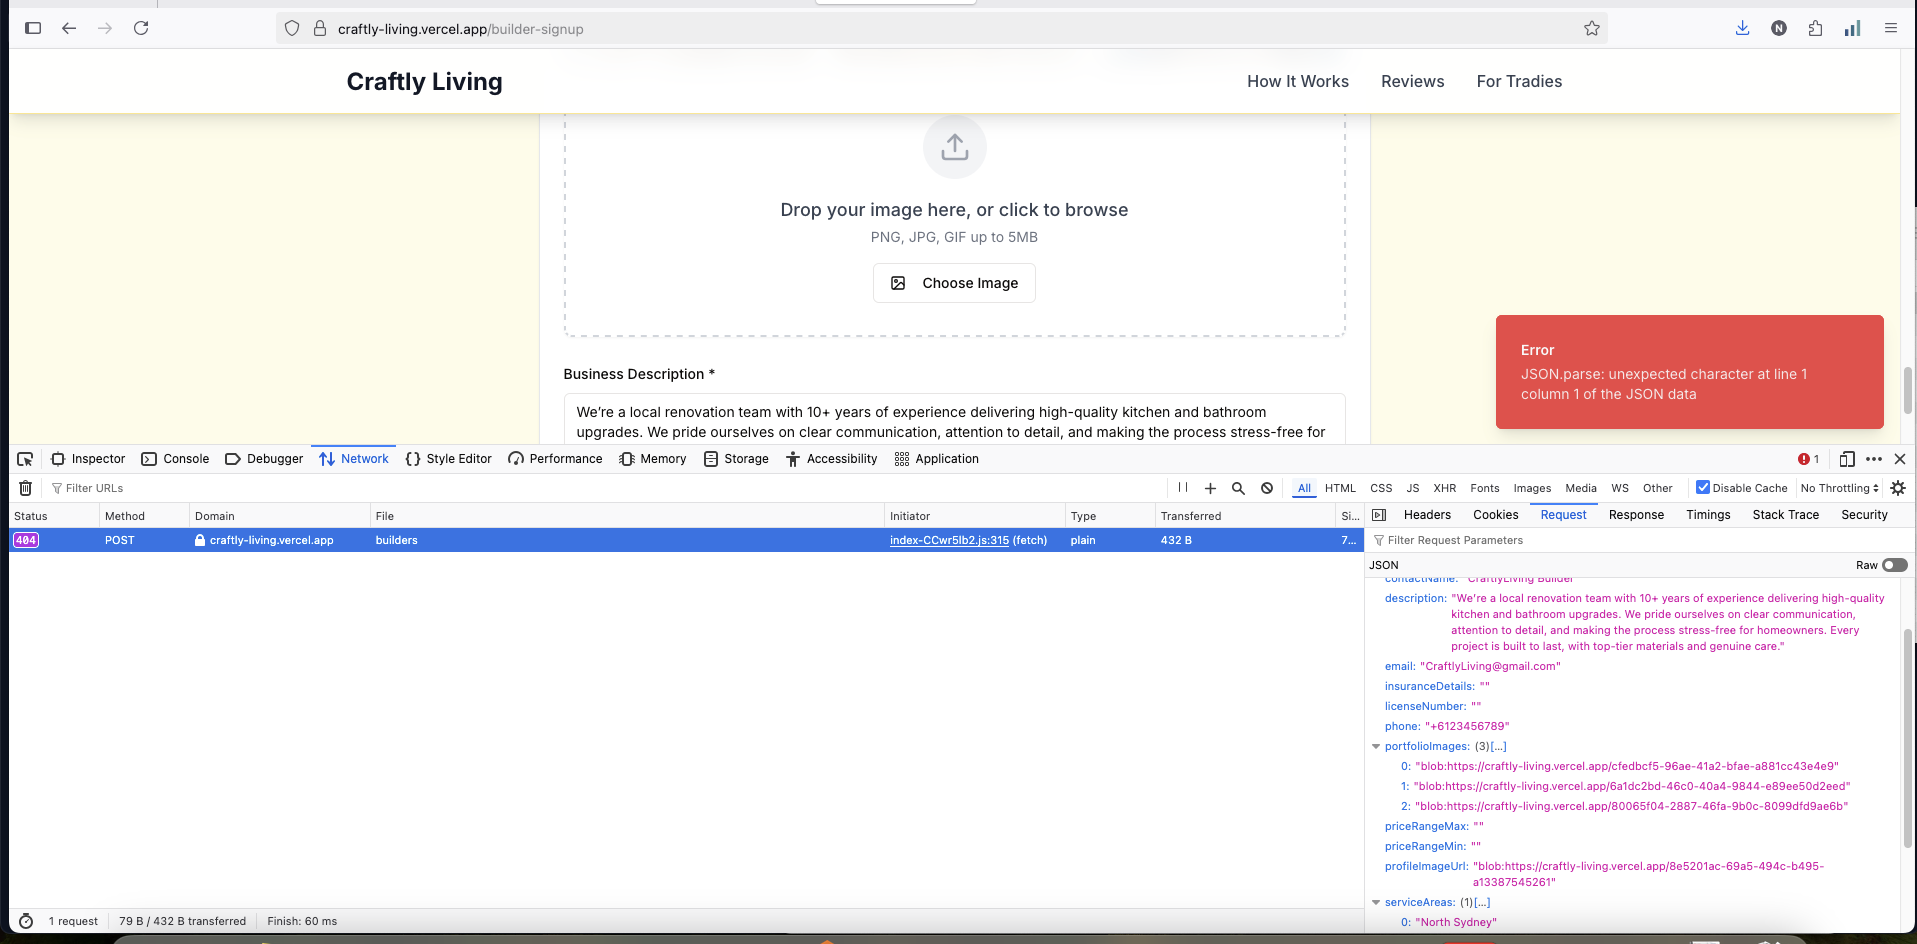 craftly-living.vercel.app/builder-signup
N
Craftly Living
How It Works
Reviews
For Tradies
Drop your image here, or click to browse
PNG, JPG, GIF up to 5MB
Choose Image
Business Description *
We're a local renovation team with 10+ years of experience delivering high-quality kitchen and bathroom
upgrades. We pride ourselves on clear communication, attention to detail, and making the process stress-free for
Error
JSON.parse: unexpected character at line 1
column 1 of the JSON data
Inspector
Console
Debugger
Network
Style Editor
Performance
Memory
Storage
Accessibility
Application
1
Filter URLs
All
HTML
CSS
JS
XHR
Fonts
Images
Media
WS
Other
Disable Cache
No Throttling
Status
Method
Domain
File
Initiator
Type
Transferred
Si...
404
POST
craftly-living.vercel.app
builders
index-CCwr5Ib2.js:315 (fetch)
plain
432 B
7...
Headers
Cookies
Request
Response
Timings
Stack Trace
Security
Filter Request Parameters
JSON
Raw
contactName: "CraftlyLiving Builder"
description: "We're a local renovation team with 10+ years of experience delivering high-quality
kitchen and bathroom upgrades. We pride ourselves on clear communication,
attention to detail, and making the process stress-free for homeowners. Every
project is built to last, with top-tier materials and genuine care."
email: "CraftlyLiving@gmail.com"
insuranceDetails: ""
licenseNumber: ""
phone: "+6123456789"
portfolioImages: (3)[...]
0: "blob:https://craftly-living.vercel.app/cfedbcf5-96ae-41a2-bfae-a881cc43e4e9"
1: "blob:https://craftly-living.vercel.app/6a1dc2bd-46c0-40a4-9844-e89ee50d2eed"
2: "blob:https://craftly-living.vercel.app/80065f04-2887-46fa-9b0c-8099dfd9ae6b"
priceRangeMax: ""
priceRangeMin: ""
profileImageUrl: "blob:https://craftly-living.vercel.app/8e5201ac-69a5-494c-b495-
a13387545261"
serviceAreas: (1)[...]
0: "North Sydney"
1 request
79 B / 432 B transferred
Finish: 60 ms